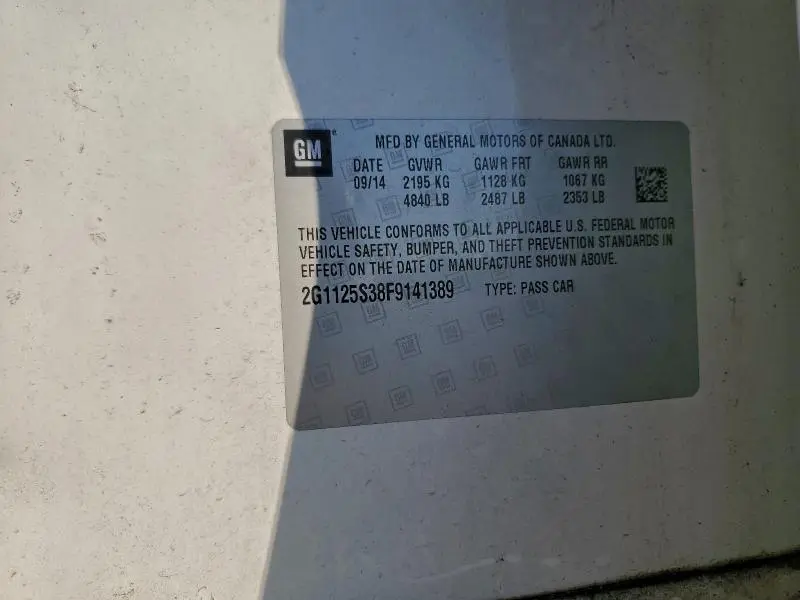 GM
MFD BY GENERAL MOTORS OF CANADA LTD.
DATE GVWR GAWR FRT GAWR RR
09/14 2195 KG 1128 KG 1067 KG
4840 LB 2487 LB 2353 LB
THIS VEHICLE CONFORMS TO ALL APPLICABLE U.S. FEDERAL MOTOR
VEHICLE SAFETY, BUMPER, AND THEFT PREVENTION STANDARDS IN
EFFECT ON THE DATE OF MANUFACTURE SHOWN ABOVE.
2G1125S38F9141389 TYPE: PASS CAR